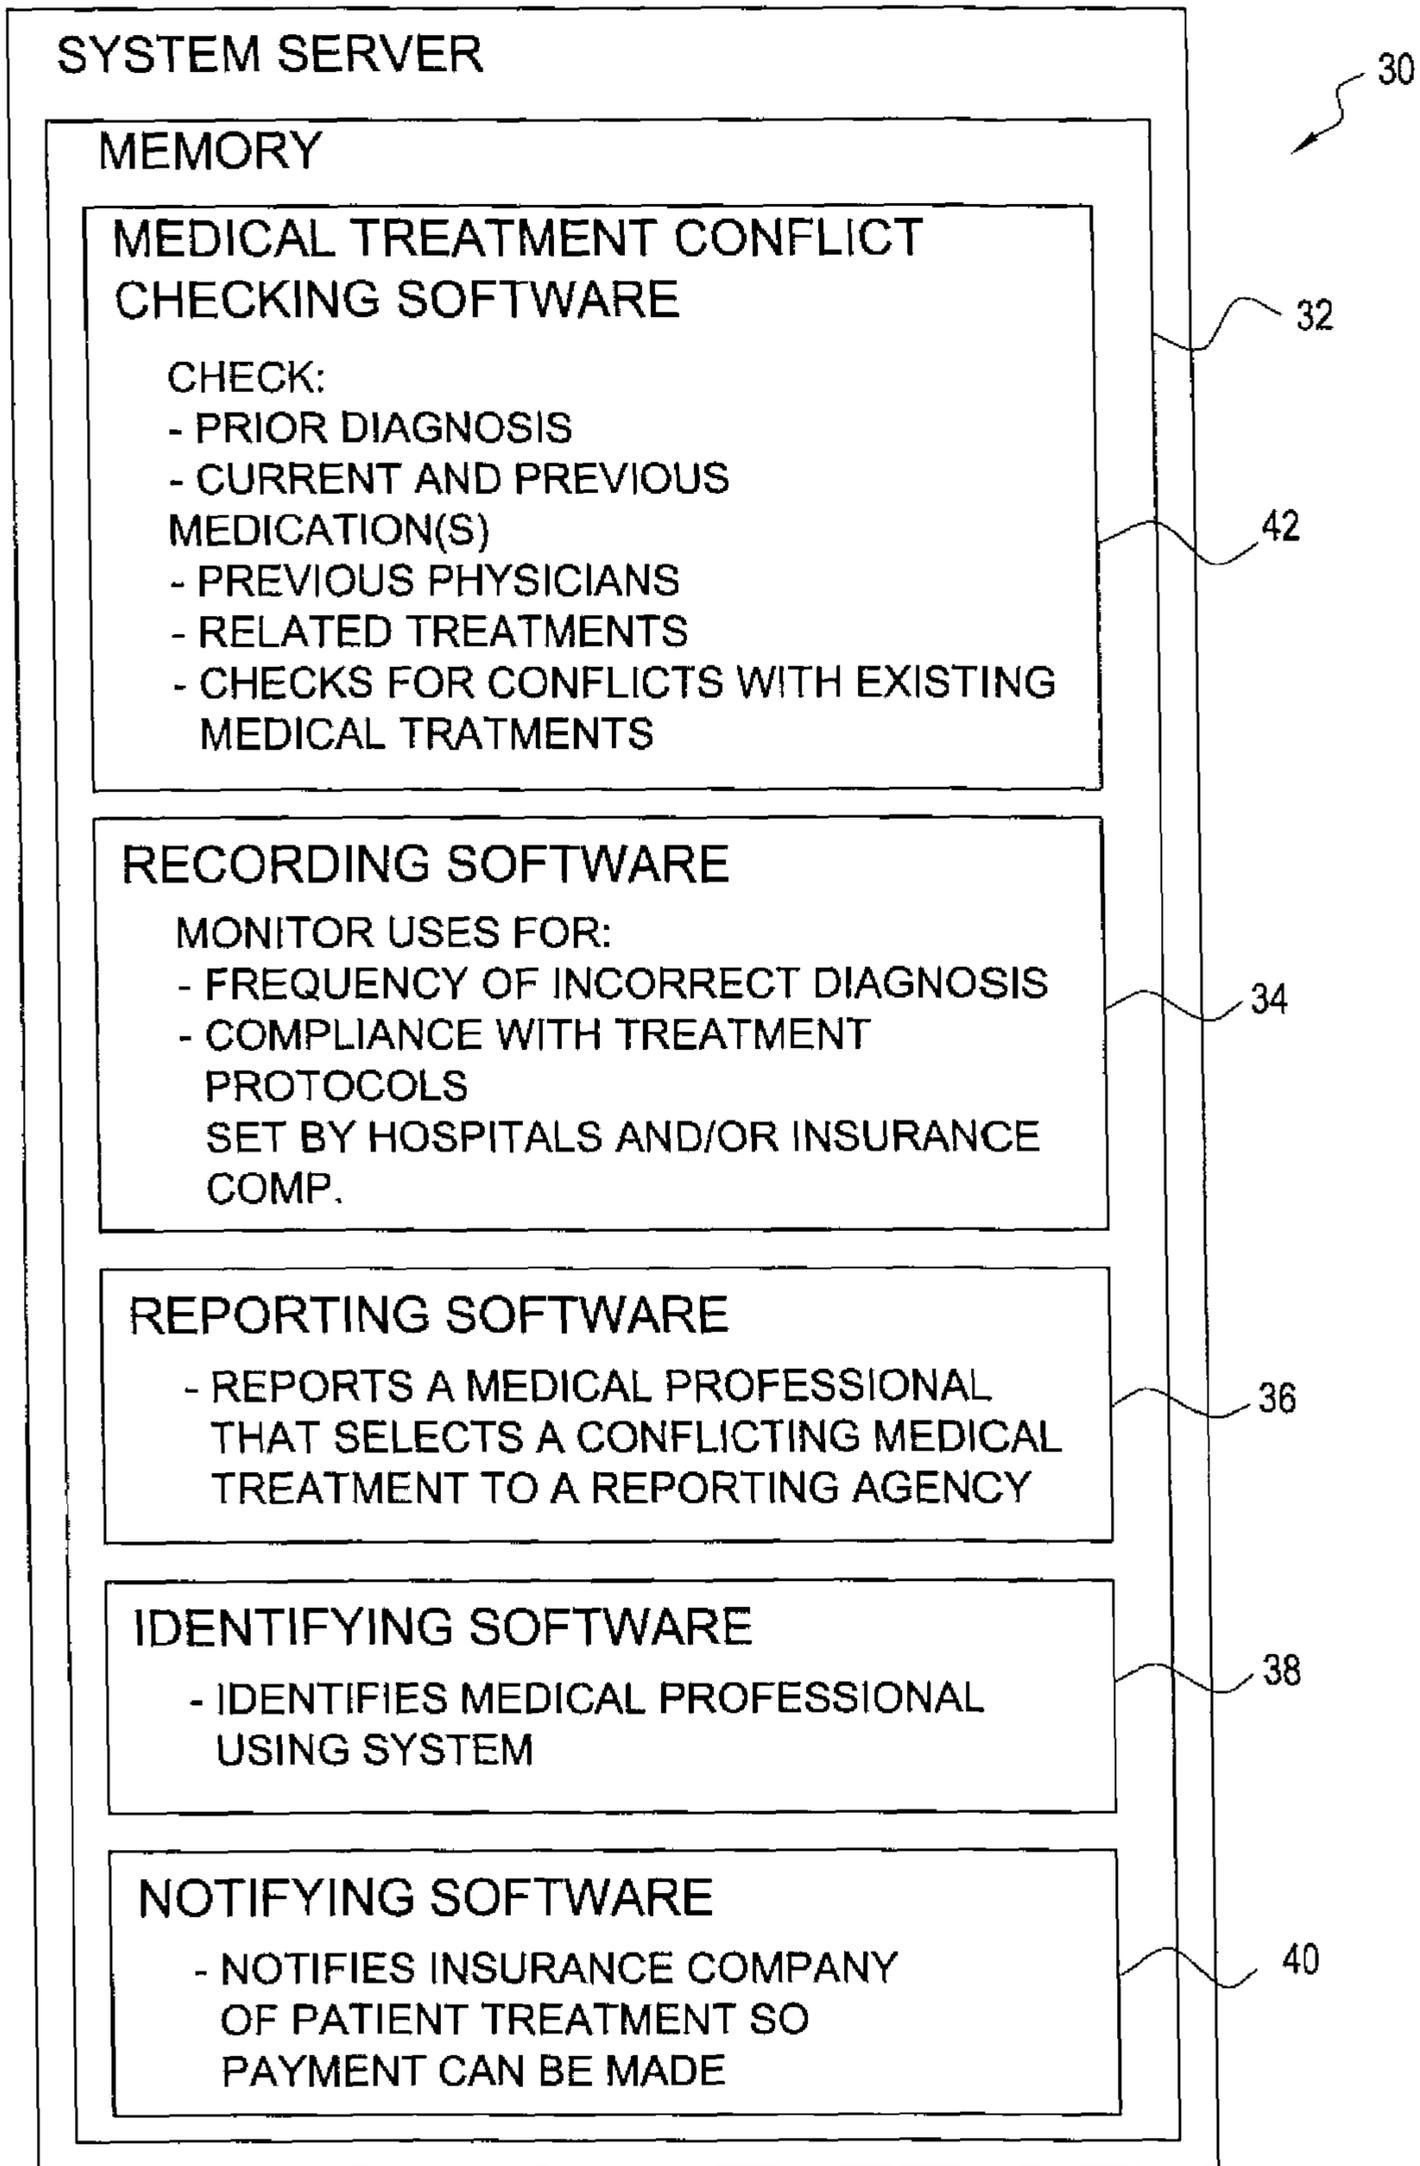 SYSTEM SERVER
30
MEMORY
MEDICAL TREATMENT CONFLICT
CHECKING SOFTWARE
32
CHECK:
- PRIOR DIAGNOSIS
- CURRENT AND PREVIOUS
MEDICATION(S)
42
- PREVIOUS PHYSICIANS
- RELATED TREATMENTS
- CHECKS FOR CONFLICTS WITH EXISTING
MEDICAL TRATMENTS
RECORDING SOFTWARE
MONITOR USES FOR:
- FREQUENCY OF INCORRECT DIAGNOSIS
34
- COMPLIANCE WITH TREATMENT
PROTOCOLS
SET BY HOSPITALS AND/OR INSURANCE
COMP.
REPORTING SOFTWARE
- REPORTS A MEDICAL PROFESSIONAL
36
THAT SELECTS A CONFLICTING MEDICAL
TREATMENT TO A REPORTING AGENCY
IDENTIFYING SOFTWARE
38
- IDENTIFIES MEDICAL PROFESSIONAL
USING SYSTEM
NOTIFYING SOFTWARE
40
- NOTIFIES INSURANCE COMPANY
OF PATIENT TREATMENT SO
PAYMENT CAN BE MADE